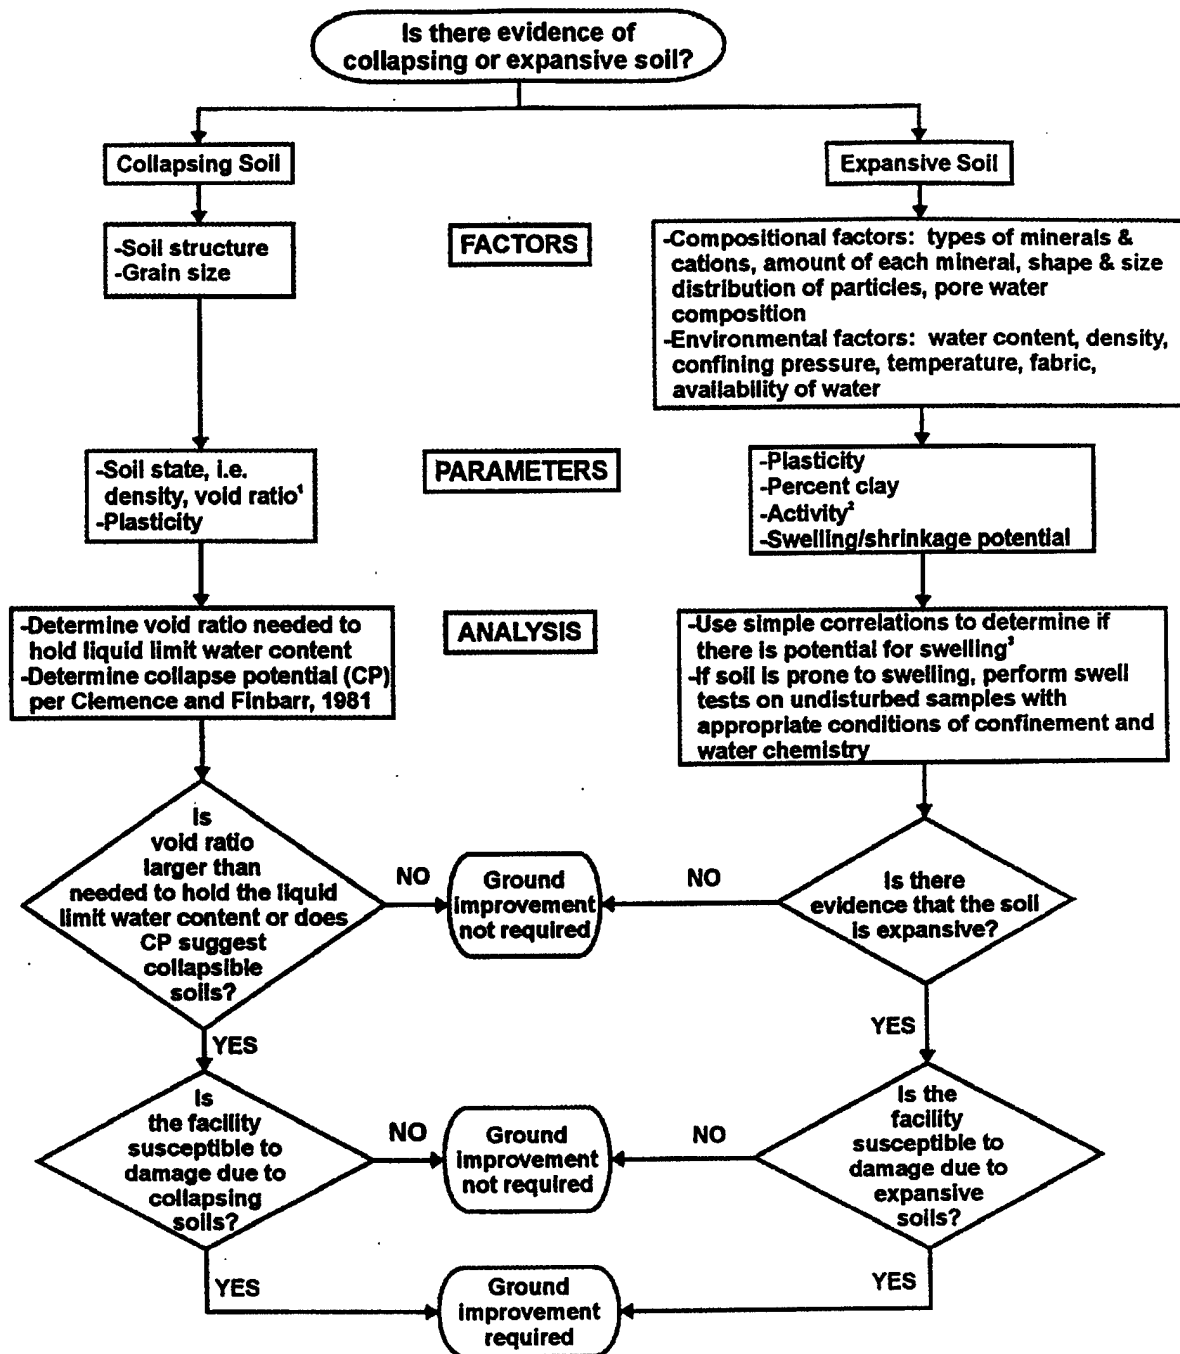 Is there evidence of
collapsing or expansive soil?
Collapsing Soil
Expansive Soil
-Soil structure
-Grain size
FACTORS
-Compositional factors: types of minerals &
cations, amount of each mineral, shape & size
distribution of particles, pore water
composition
-Environmental factors: water content, density,
confining pressure, temperature, fabric,
availability of water
-Soil state, i.e.
density, void ratio¹
-Plasticity
PARAMETERS
-Plasticity
-Percent clay
-Activity²
-Swelling/shrinkage potential
-Determine void ratio needed to
hold liquid limit water content
-Determine collapse potential (CP)
per Clemence and Finbarr, 1981
ANALYSIS
-Use simple correlations to determine if
there is potential for swelling³
-If soil is prone to swelling, perform swell
tests on undisturbed samples with
appropriate conditions of confinement and
water chemistry
Is
void ratio
larger than
needed to hold the liquid
limit water content or does
CP suggest
collapsible
soils?
NO
Ground
improvement
not required
NO
Is there
evidence that the soil
is expansive?
YES
YES
Is
the facility
susceptible to
damage due to
collapsing
soils?
NO
Ground
improvement
not required
NO
Is the
facility
susceptible to
damage due to
expansive
soils?
YES
Ground
improvement
required
YES